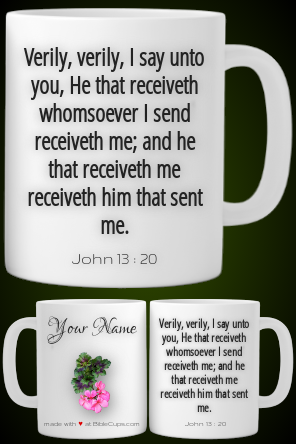 Verily, verily, I say unto
you, He that receiveth
whomsoever I send
receiveth me; and he
that receiveth me
receiveth him that sent
me.
John 13 : 20
Your Name
made with ♥ at BibleCups.com
Verily, verily, I say unto
you, He that receiveth
whomsoever I send
receiveth me; and he
that receiveth me
receiveth him that sent
me.
John 13 : 20